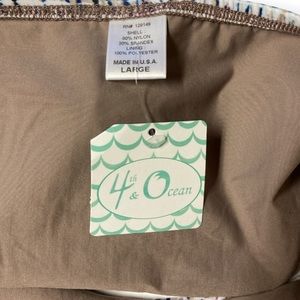 RN# 129149
SHELL
80% NYLON
20% SPANDEX
LINING
100% POLYESTER
MADE IN U.S.A.
LARGE
4th & Ocean